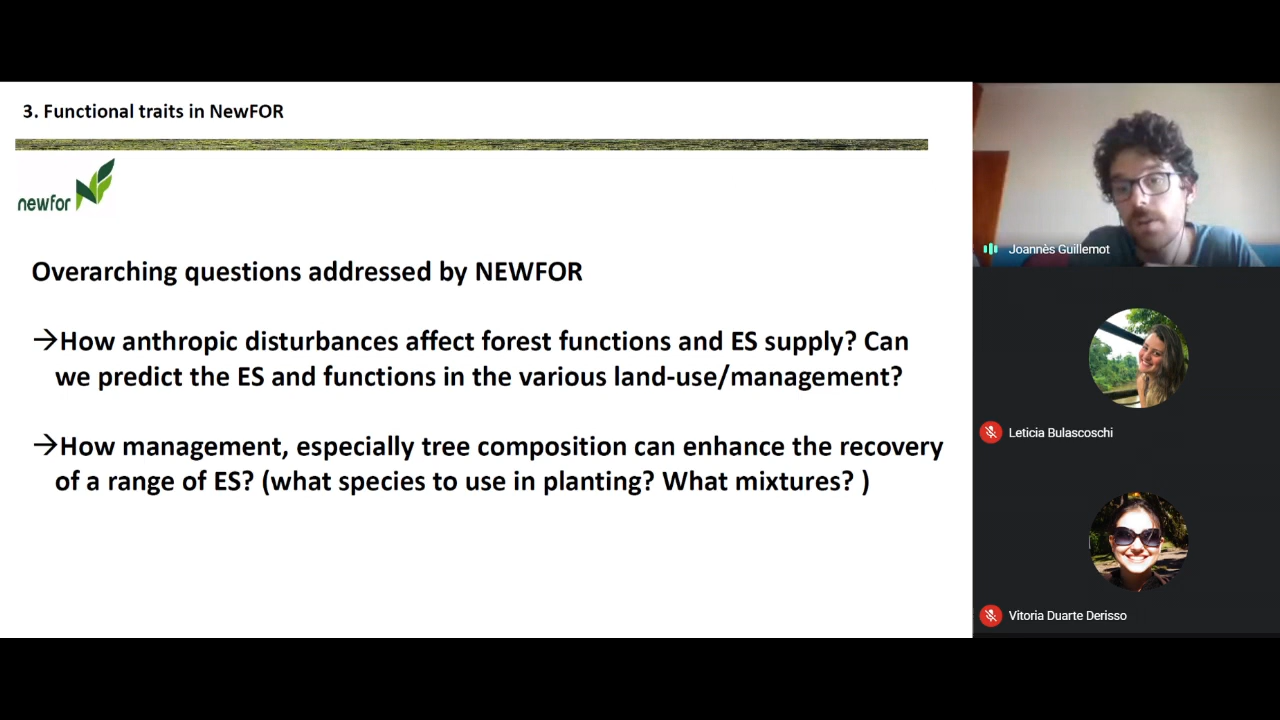 3. Functional traits in NewFOR
newfor
Overarching questions addressed by NEWFOR
→How anthropic disturbances affect forest functions and ES supply? Can
we predict the ES and functions in the various land-use/management?
→How management, especially tree composition can enhance the recovery
of a range of ES? (what species to use in planting? What mixtures? )
Joannès Guillemot
Leticia Bulascoschi
Vitoria Duarte Derisso